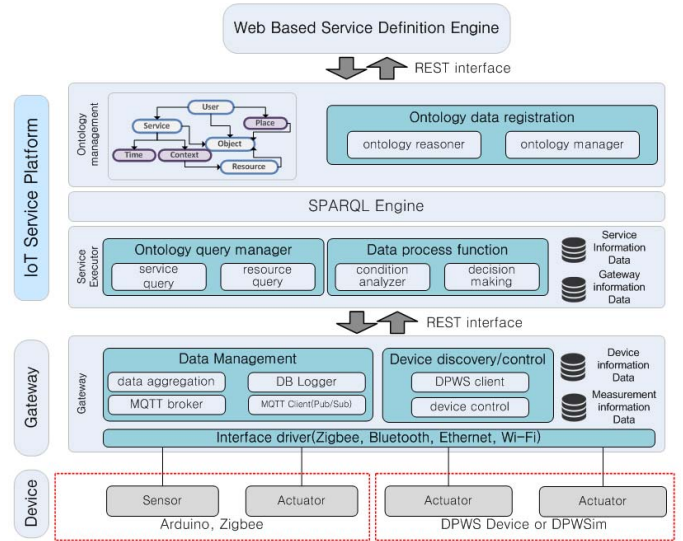 Web Based Service Definition Engine
REST interface
IoT Service Platform
Ontology
management
User
Service
Place
Object
Time
Context
Resource
Ontology data registration
ontology reasoner
ontology manager
SPARQL Engine
Service
Executor
Ontology query manager
service
query
resource
query
Data process function
condition
analyzer
decision
making
Service
Information
Data
Gateway
information
Data
REST interface
Gateway
Gateway
Data Management
data aggregation
DB Logger
MQTT broker
MQTT Client(Pub/Sub)
Device discovery/control
DPWS client
device control
Device
information
Data
Measurement
information
Data
Interface driver(Zigbee, Bluetooth, Ethernet, Wi-Fi)
Device
Sensor
Actuator
Arduino, Zigbee
Actuator
Actuator
DPWS Device or DPWSim